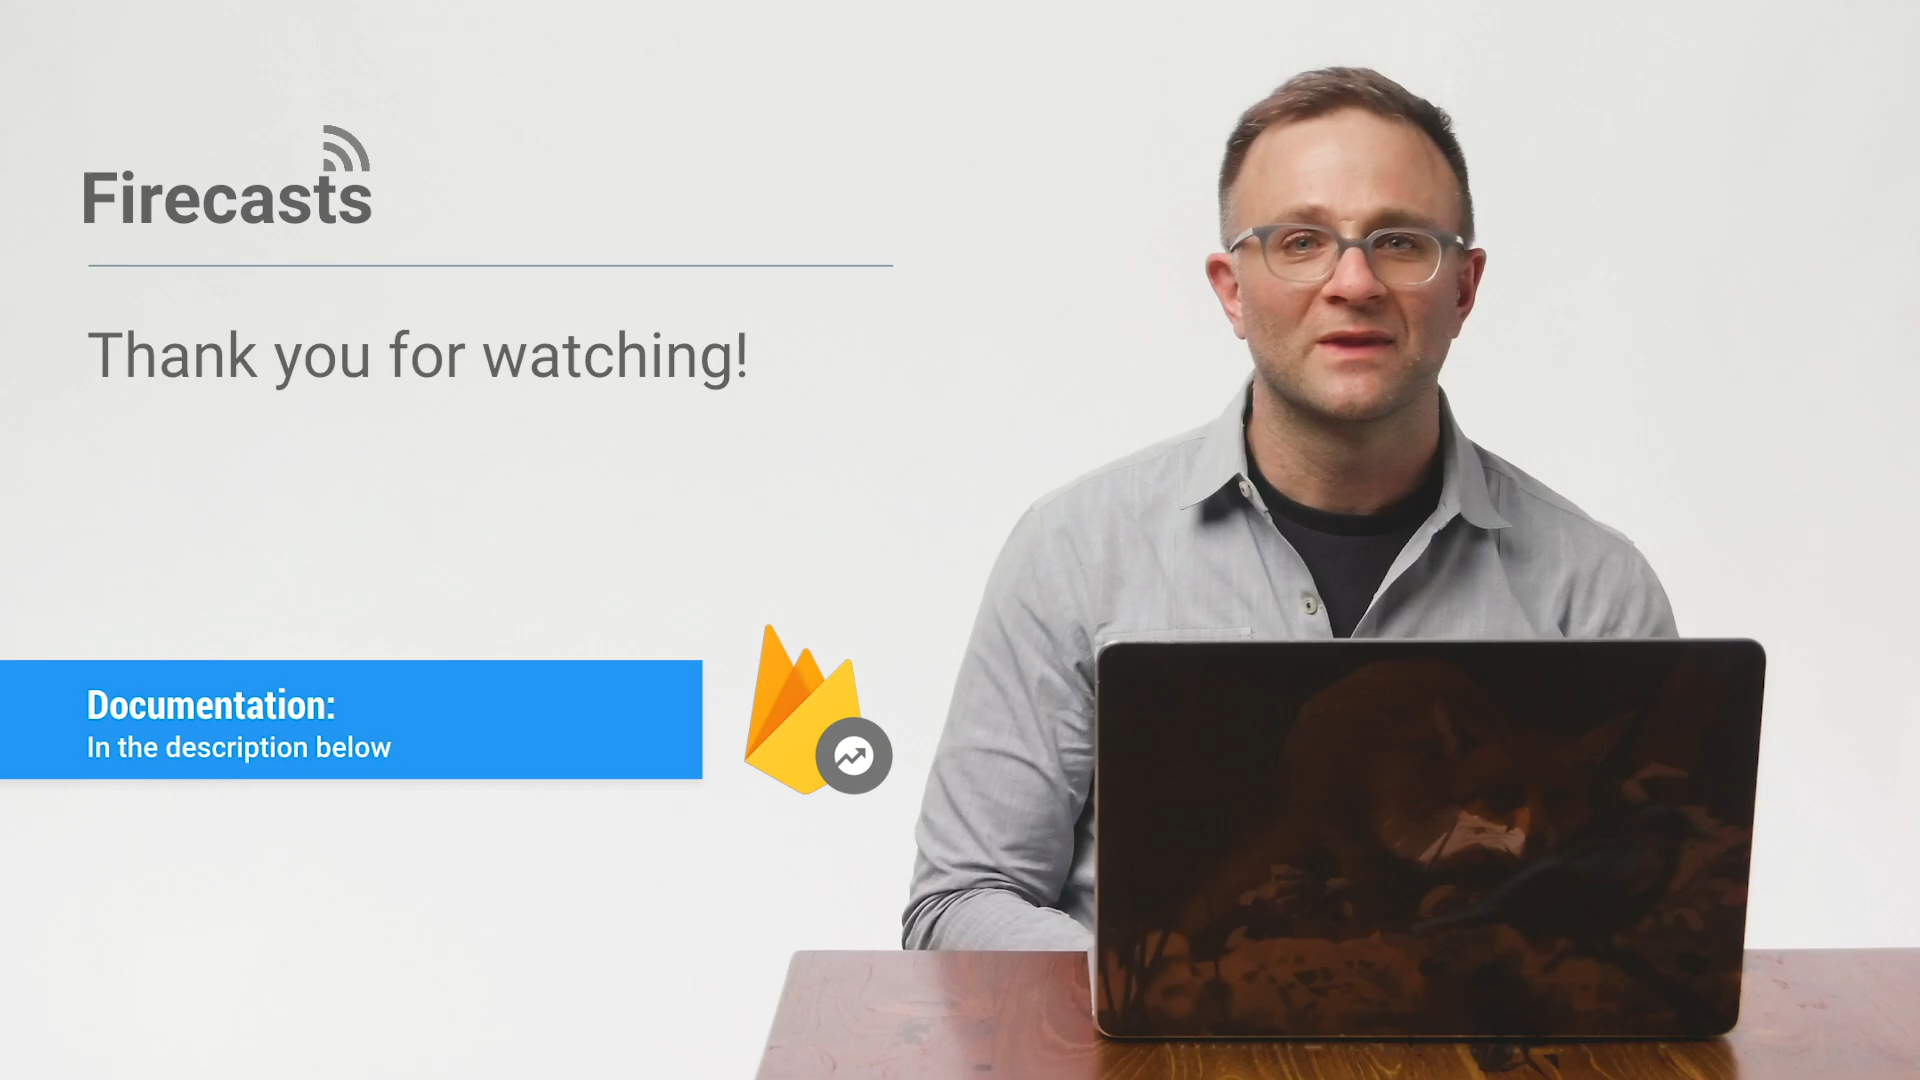 Firecasts
Thank you for watching!
Documentation:
In the description below